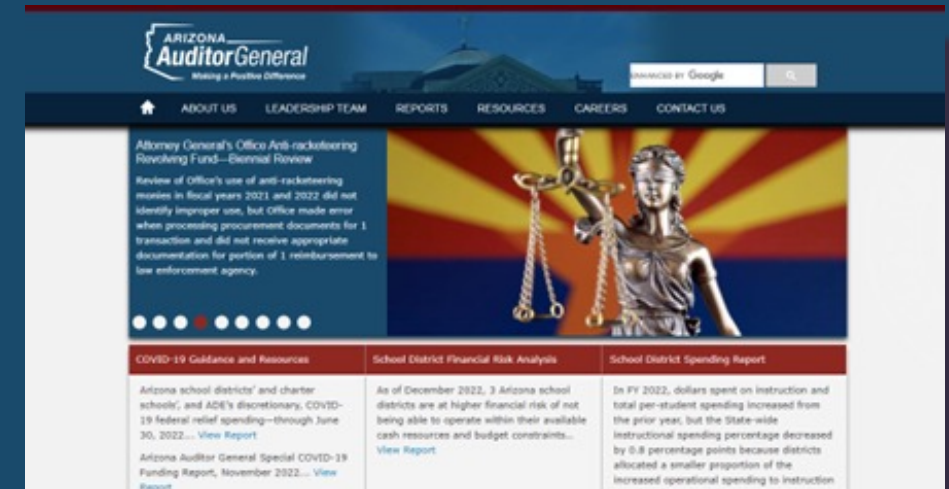 ARIZONA
AuditorGeneral
Making a Positive Difference
ENHANCED BY Google
ABOUT US LEADERSHIP TEAM REPORTS RESOURCES CAREERS CONTACT US
Attorney General's Office Anti-racketeering
Revolving Fund—Biennial Review
Review of Office's use of anti-racketeering
monies in fiscal years 2021 and 2022 did not
identify improper use, but Office made error
when processing procurement documents for 1
transaction and did not receive appropriate
documentation for portion of 1 reimbursement to
law enforcement agency.
COVID-19 Guidance and Resources
Arizona school districts' and charter
schools', and ADE's discretionary, COVID-
19 federal relief spending—through June
30, 2022... View Report
Arizona Auditor General Special COVID-19
Funding Report, November 2022... View
Report
School District Financial Risk Analysis
As of December 2022, 3 Arizona school
districts are at higher financial risk of not
being able to operate within their available
cash resources and budget constraints...
View Report
School District Spending Report
In FY 2022, dollars spent on instruction and
total per-student spending increased from
the prior year, but the State-wide
instructional spending percentage decreased
by 0.8 percentage points because districts
allocated a smaller proportion of the
increased operational spending to instruction